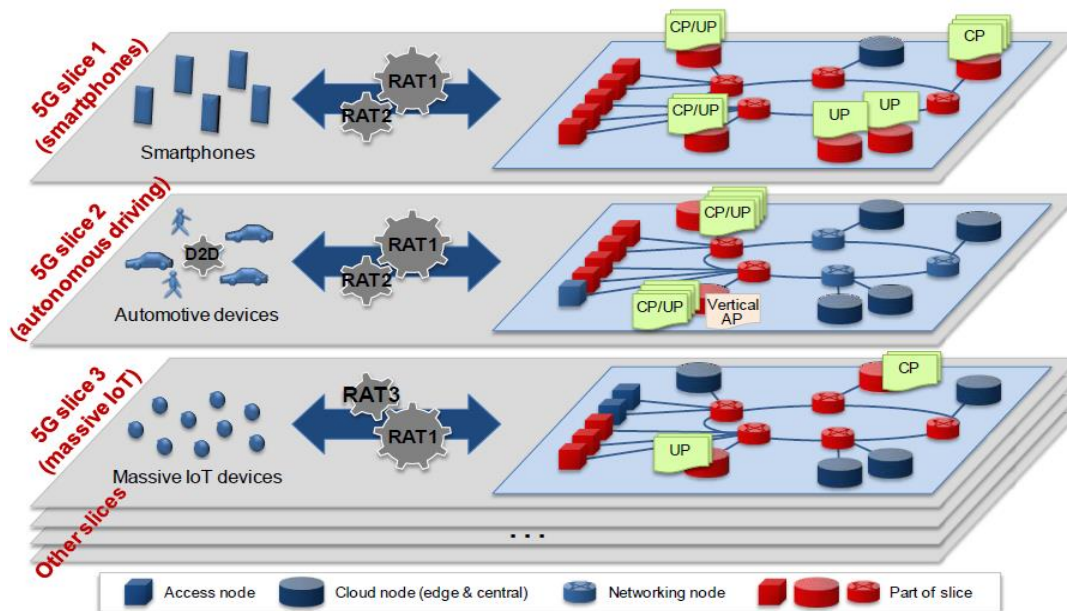 5G slice 1
(smartphones)
Smartphones
RAT1
RAT2
CP/UP
CP/UP
CP
UP
UP
5G slice 2
(autonomous driving)
D2D
Automotive devices
RAT1
RAT2
CP/UP
CP/UP
Vertical
AP
5G slice 3
(massive IoT)
Massive IoT devices
RAT3
RAT1
CP
UP
Other slices
...
Access node
Cloud node (edge & central)
Networking node
Part of slice